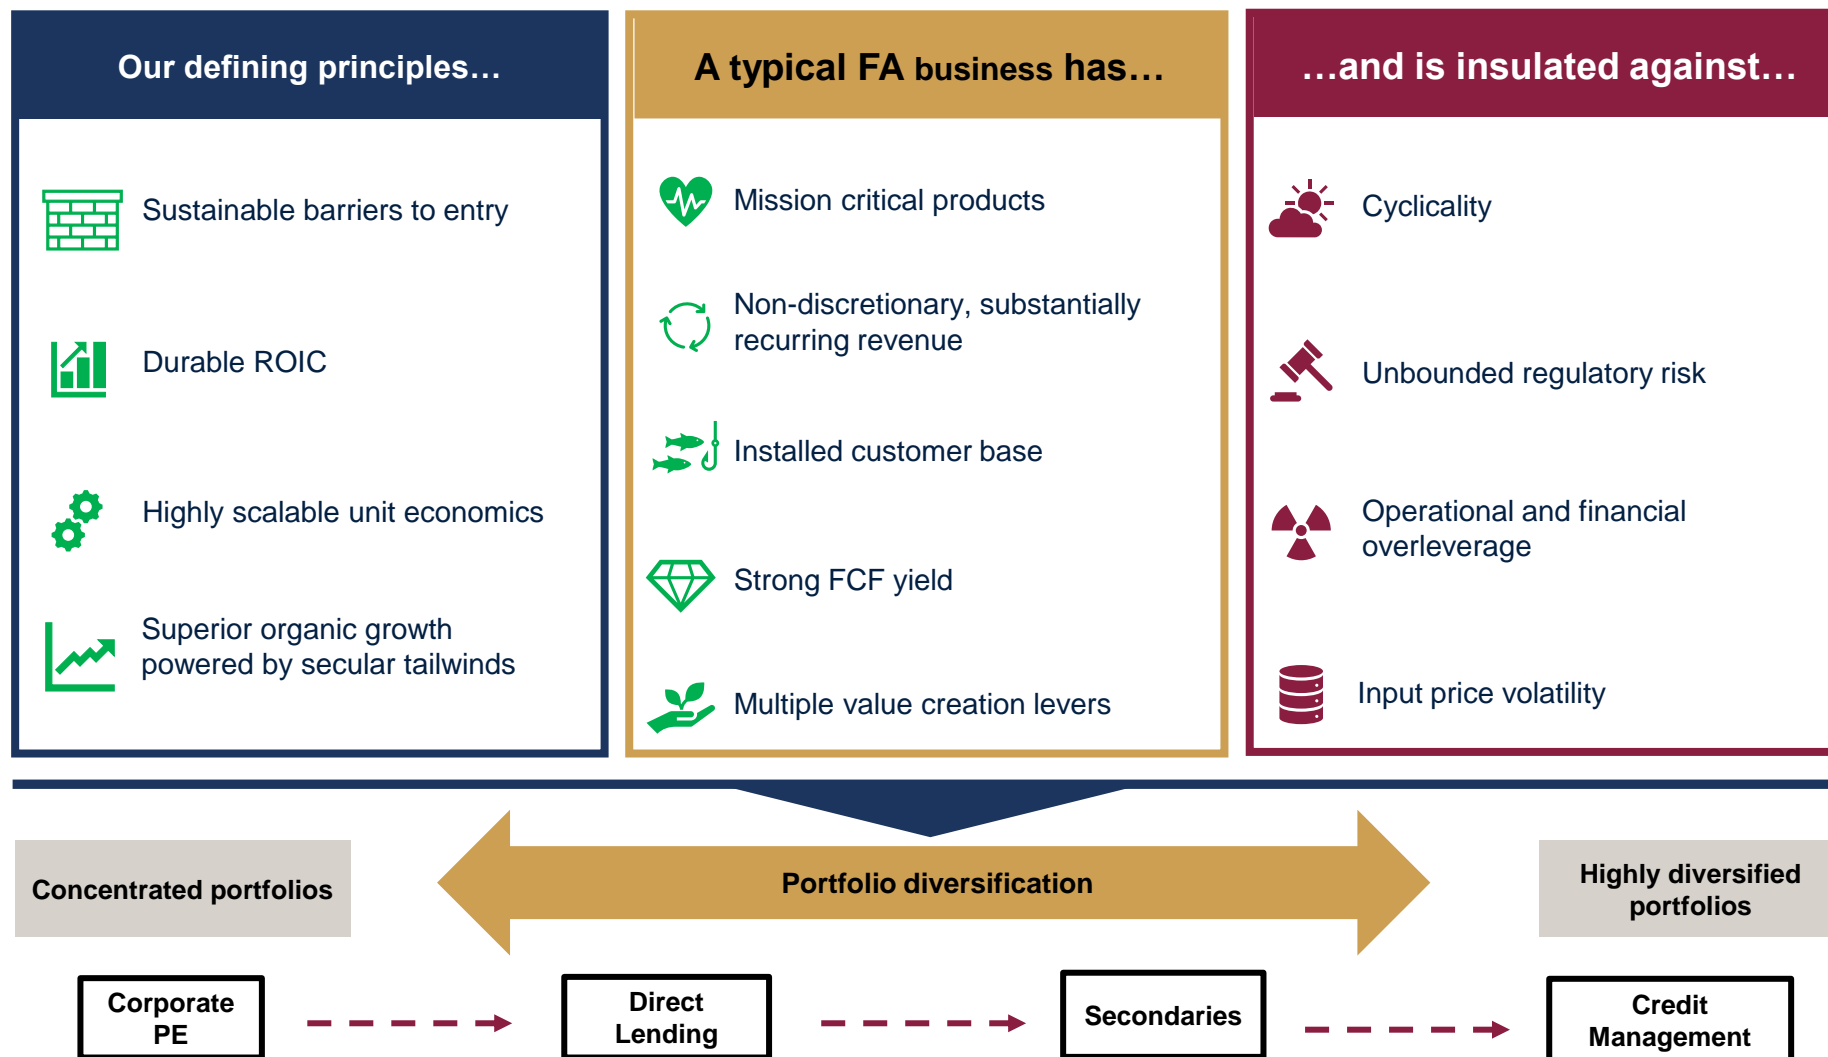 Our defining principles…
Sustainable barriers to entry
Durable ROIC
Highly scalable unit economics
Superior organic growth
powered by secular tailwinds
A typical FA business has…
Mission critical products
Non-discretionary, substantially
recurring revenue
Installed customer base
Strong FCF yield
Multiple value creation levers
…and is insulated against…
Cyclicality
Unbounded regulatory risk
Operational and financial
overleverage
Input price volatility
Concentrated portfolios
Portfolio diversification
Highly diversified
portfolios
Corporate
PE
Direct
Lending
Secondaries
Credit
Management